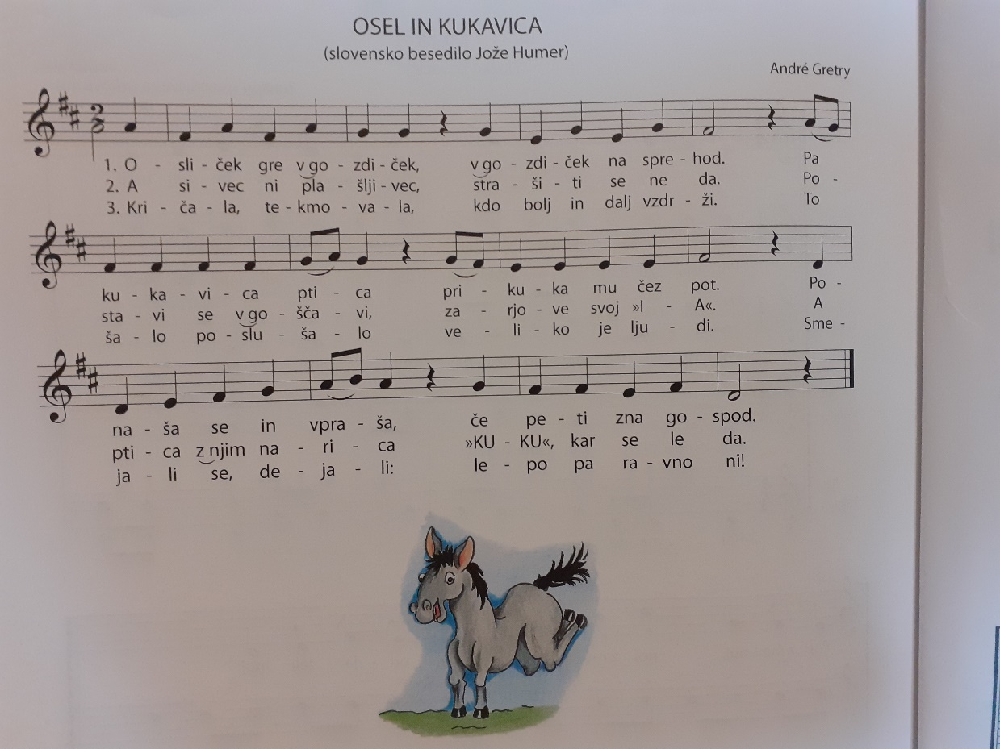 OSEL IN KUKAVICA
(slovensko besedilo Jože Humer)
André Gretry
1. O - sli - ček gre v go - zdi - ček, v go - zdi - ček na spre - hod. Pa
2. A si - vec ni pla - šlji - vec, stra - ši - ti se ne da. Po -
3. Kri - ča - la, te - kmo - va - la, kdo bolj in dalj vzdr - ži. To
ku - ka - vi - ca pti - ca pri - ku - ka mu čez pot. Po -
sta - vi se v go - šča - vi, za - rjo - ve svoj »I - A«. A
ša - lo po - slu - ša - lo ve - li - ko je lju - di. Sme -
na - ša se in vpra - ša, če pe - ti zna go - spod.
pti - ca z njim na - ri - ca »KU - KU«, kar se le da.
ja - li se, de - ja - li: le - po pa ra - vno ni!